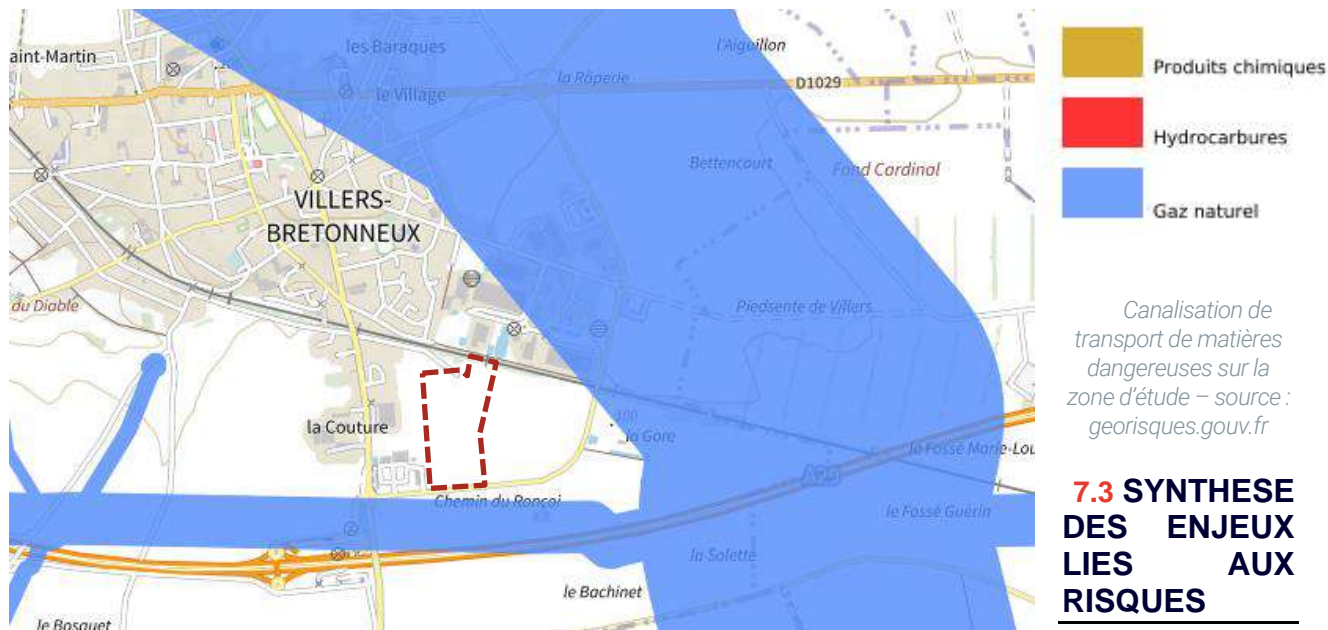 les Baraques
l'Aiguillon
aint-Martin
la Râperie
le Village
D1029
Bettencourt
Fond Cardinal
VILLERS-
BRETONNEUX
du Diable
Piedsente de Villers
la Couture
100
la Gare
le Fossé Marie-Lou
A29
Chemin du Ronçoi
le Fossé Guérin
la Solette
le Bachinet
le Bosquet
Produits chimiques
Hydrocarbures
Gaz naturel
Canalisation de
transport de matières
dangereuses sur la
zone d'étude – source :
georisques.gouv.fr
7.3 SYNTHESE
DES ENJEUX
LIES AUX
RISQUES